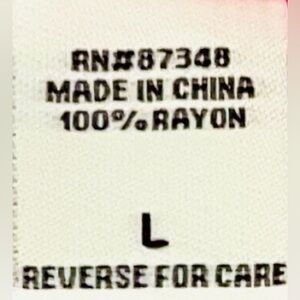 RN#87348
MADE IN CHINA
100% RAYON
L
REVERSE FOR CARE